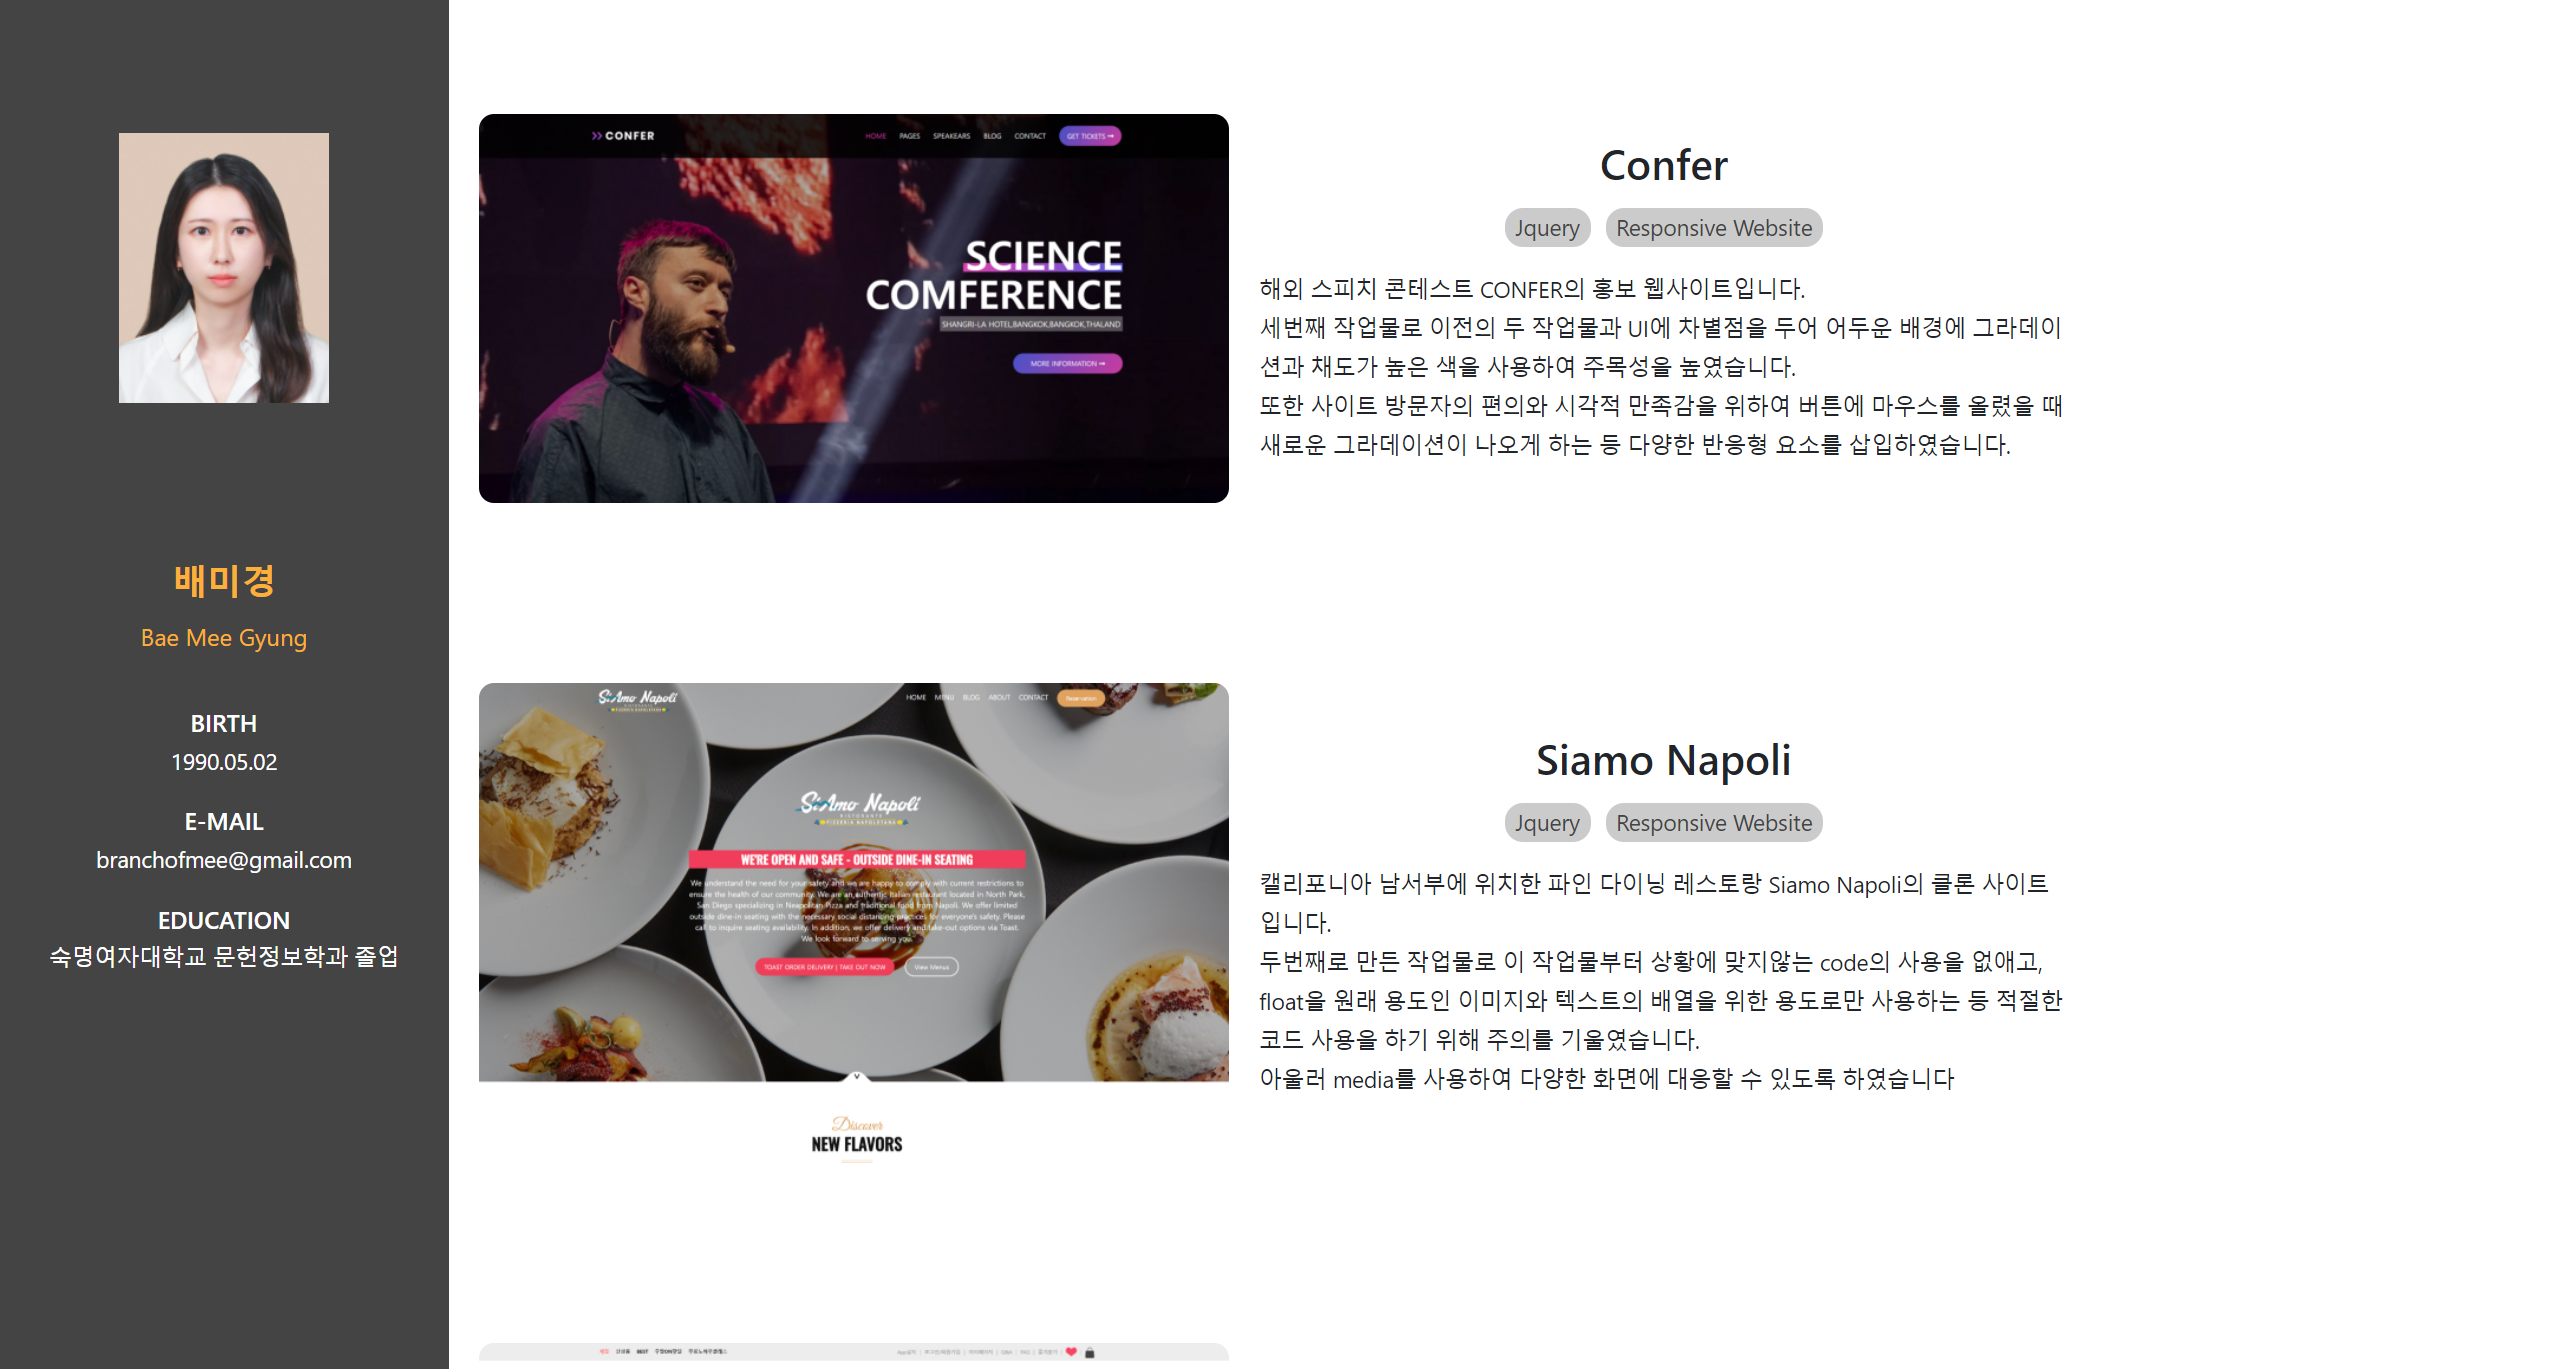 배미경
Bae Mee Gyung
BIRTH
1990.05.02
E-MAIL
branchofmee@gmail.com
EDUCATION
숙명여자대학교 문헌정보학과 졸업
CONFER
HOME PAGES SPEAKEARS BLOG CONTACT GET TICKETS
SCIENCE
COMFERENCE
SHANGRI-LA HOTEL,BANGKOK,BANGKOK,THALAND
MORE INFORMATION
Confer
Jquery Responsive Website
해외 스피치 콘테스트 CONFER의 홍보 웹사이트입니다.
세번째 작업물로 이전의 두 작업물과 UI에 차별점을 두어 어두운 배경에 그라데이
션과 채도가 높은 색을 사용하여 주목성을 높였습니다.
또한 사이트 방문자의 편의와 시각적 만족감을 위하여 버튼에 마우스를 올렸을 때
새로운 그라데이션이 나오게 하는 등 다양한 반응형 요소를 삽입하였습니다.
SiAmo Napoli
RISTORANTE
PIZZERIA NAPOLETANA
HOME MENU BLOG ABOUT CONTACT Reservation
SiAmo Napoli
RISTORANTE
PIZZERIA NAPOLETANA
WE'RE OPEN AND SAFE - OUTSIDE DINE-IN SEATING
We understand the need for your safety and we are happy to comply with current restrictions to
ensure the health of our community. We are an authentic Italian restaurant located in North Park,
San Diego specializing in Neapolitan Pizza and traditional food from Napoli. We offer limited
outside dine-in seating with the necessary social distancing practices for everyone's safety. Please
call to inquire seating availability. In addition, we offer delivery and take-out options via Toast.
We look forward to serving you.
TOAST ORDER DELIVERY | TAKE OUT NOW View Menus
Discover
NEW FLAVORS
Siamo Napoli
Jquery Responsive Website
캘리포니아 남서부에 위치한 파인 다이닝 레스토랑 Siamo Napoli의 클론 사이트
입니다.
두번째로 만든 작업물로 이 작업물부터 상황에 맞지않는 code의 사용을 없애고,
float을 원래 용도인 이미지와 텍스트의 배열을 위한 용도로만 사용하는 등 적절한
코드 사용을 하기 위해 주의를 기울였습니다.
아울러 media를 사용하여 다양한 화면에 대응할 수 있도록 하였습니다
BEST
Q&A | FAQ